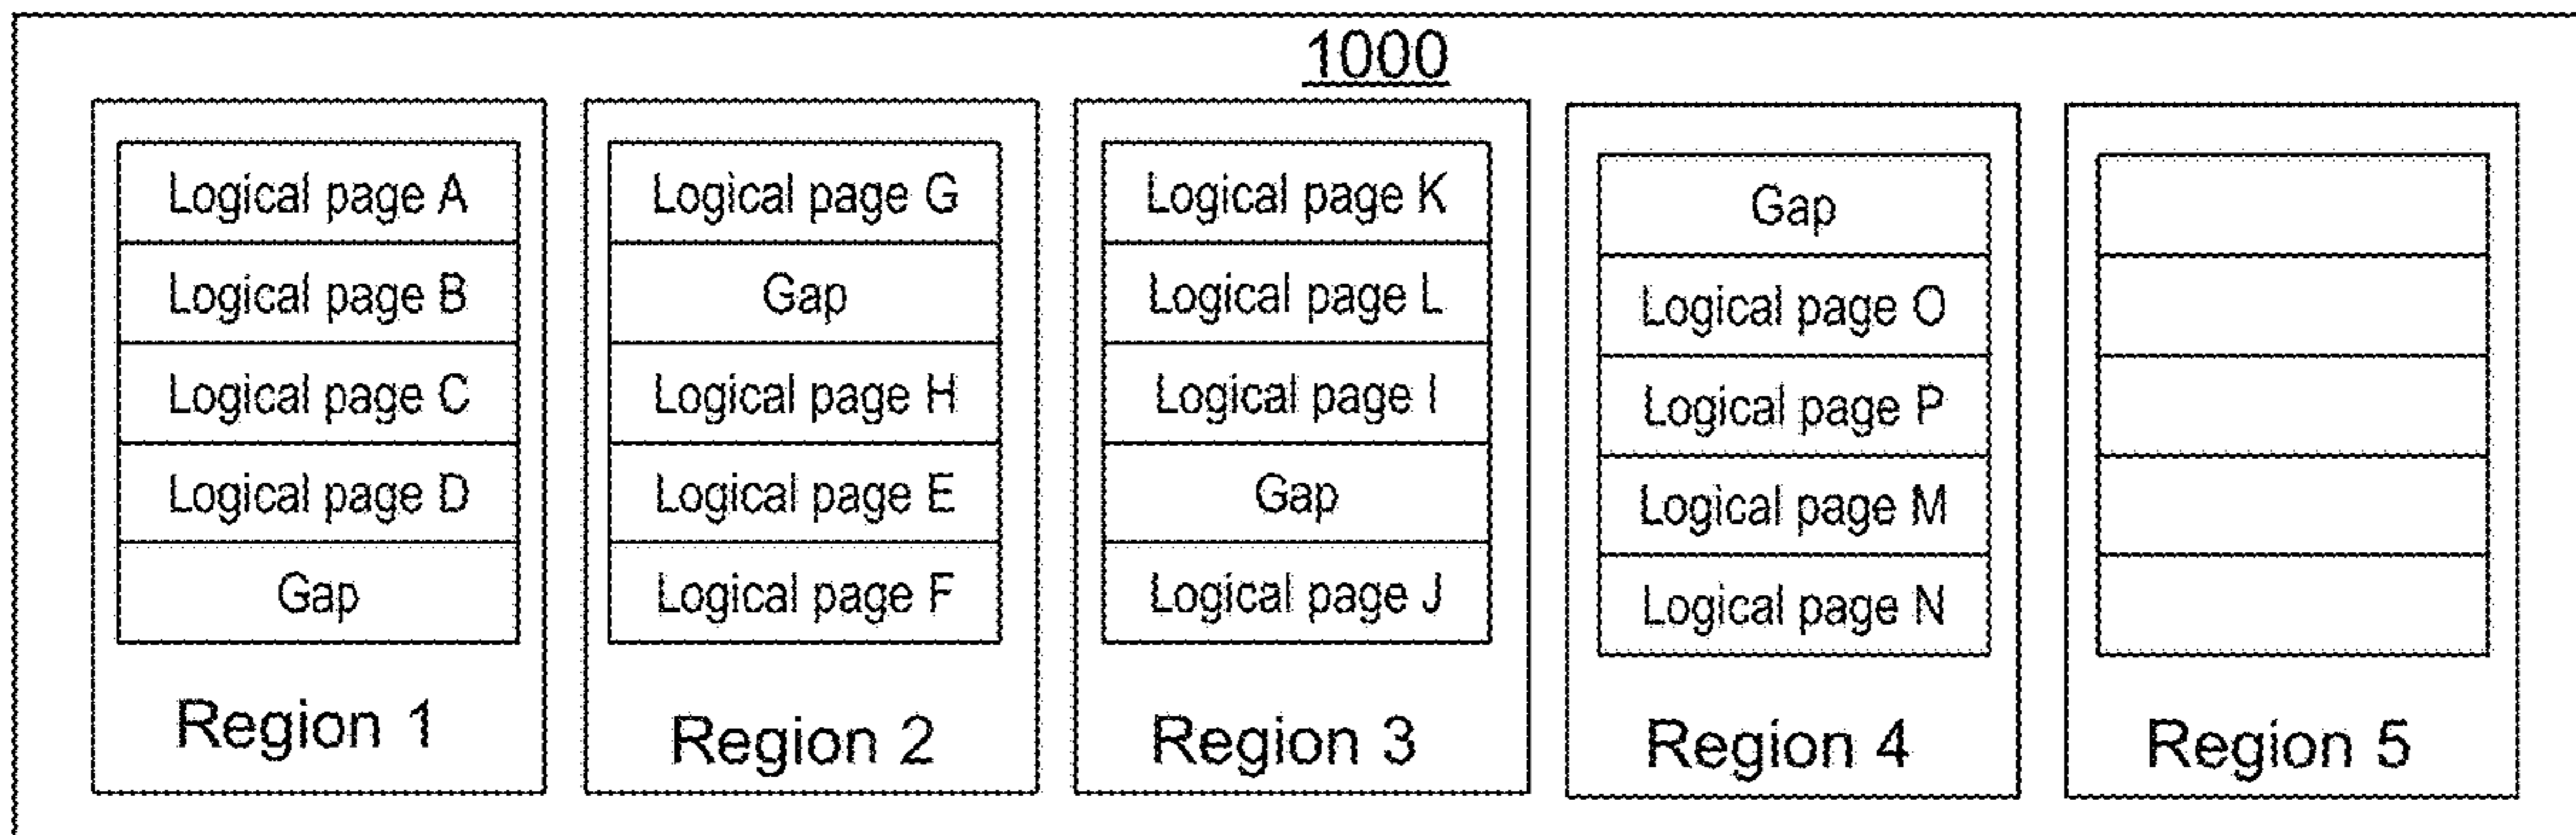 1000
Logical page A
Logical page B
Logical page C
Logical page D
Gap
Region 1
Logical page G
Gap
Logical page H
Logical page E
Logical page F
Region 2
Logical page K
Logical page L
Logical page I
Gap
Logical page J
Region 3
Gap
Logical page O
Logical page P
Logical page M
Logical page N
Region 4
Region 5